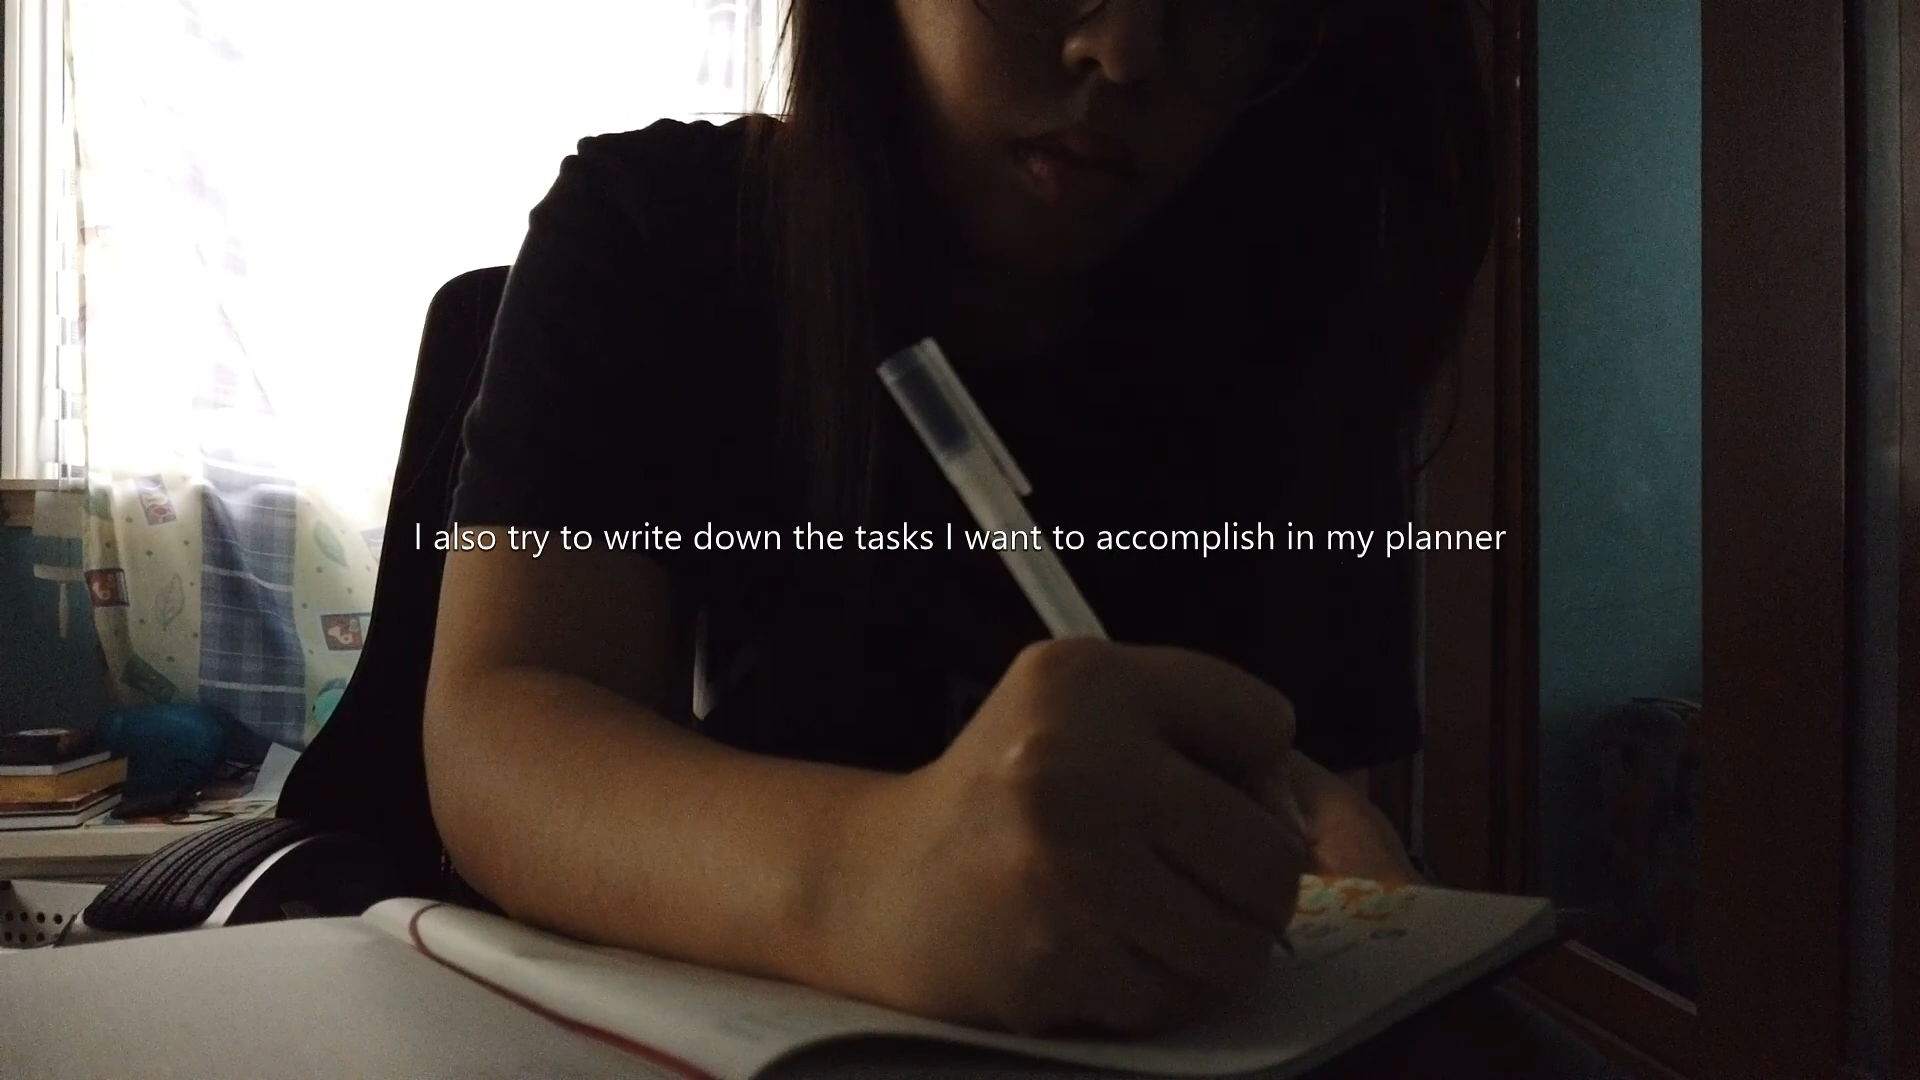 I also try to write down the tasks I want to accomplish in my planner